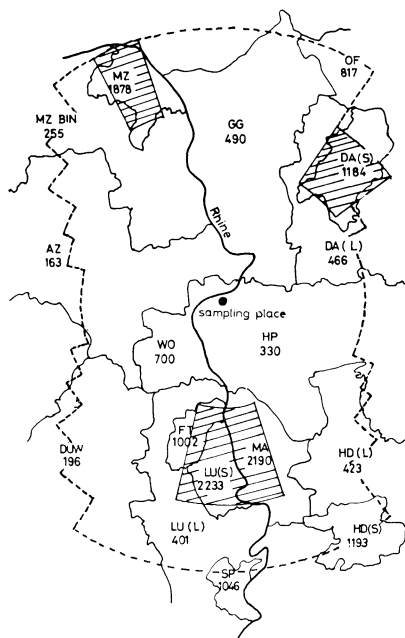 OF
817
MZ
1878
MZ BIN
255
GG
490
DA(S)
1184
Rhine
AZ
163
DA(L)
466
sampling place
WO
700
HP
330
FT
1002
MA
2190
LU(S)
2233
HD(L)
423
DUW
196
LU(L)
401
HD(S)
1193
SP
1046